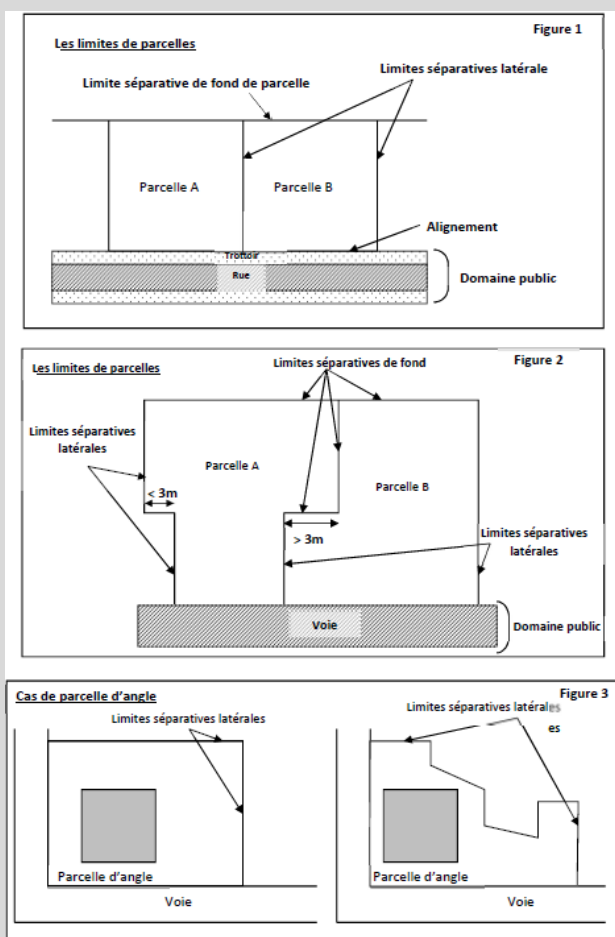 Figure 1
Les limites de parcelles
Limites séparatives latérale
Limite séparative de fond de parcelle
Parcelle A
Parcelle B
Alignement
Trottoir
Rue
Domaine public
Figure 2
Les limites de parcelles
Limites séparatives de fond
Limites séparatives
latérales
Parcelle A
Parcelle B
< 3m
> 3m
Limites séparatives
latérales
Voie
Domaine public
Cas de parcelle d'angle
Figure 3
Limites séparatives latérales
Limites séparatives latérales
es
Parcelle d'angle
Parcelle d'angle
Voie
Voie